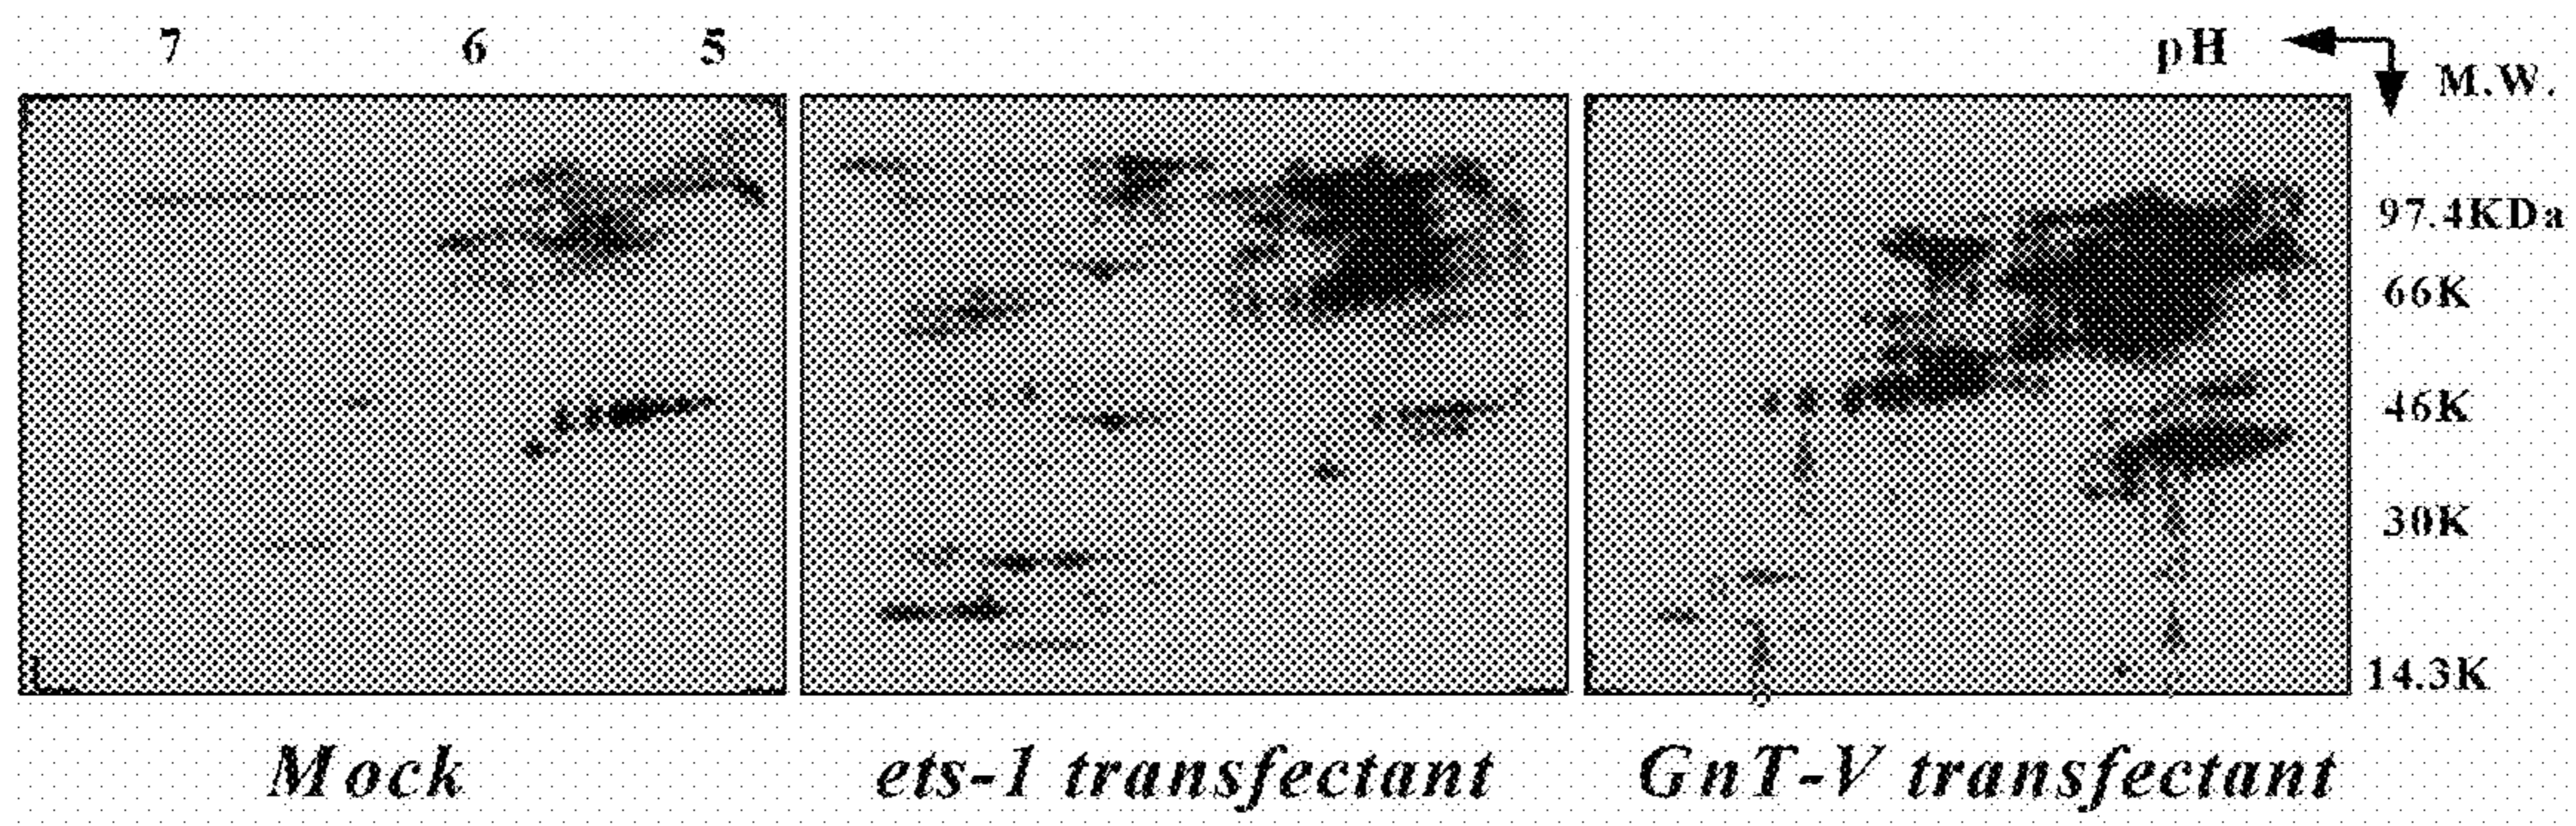 7 6 5 pH M.W.
97.4KDa
66K
46K
30K
14.3K
Mock ets-1 transfectant GnT-V transfectant